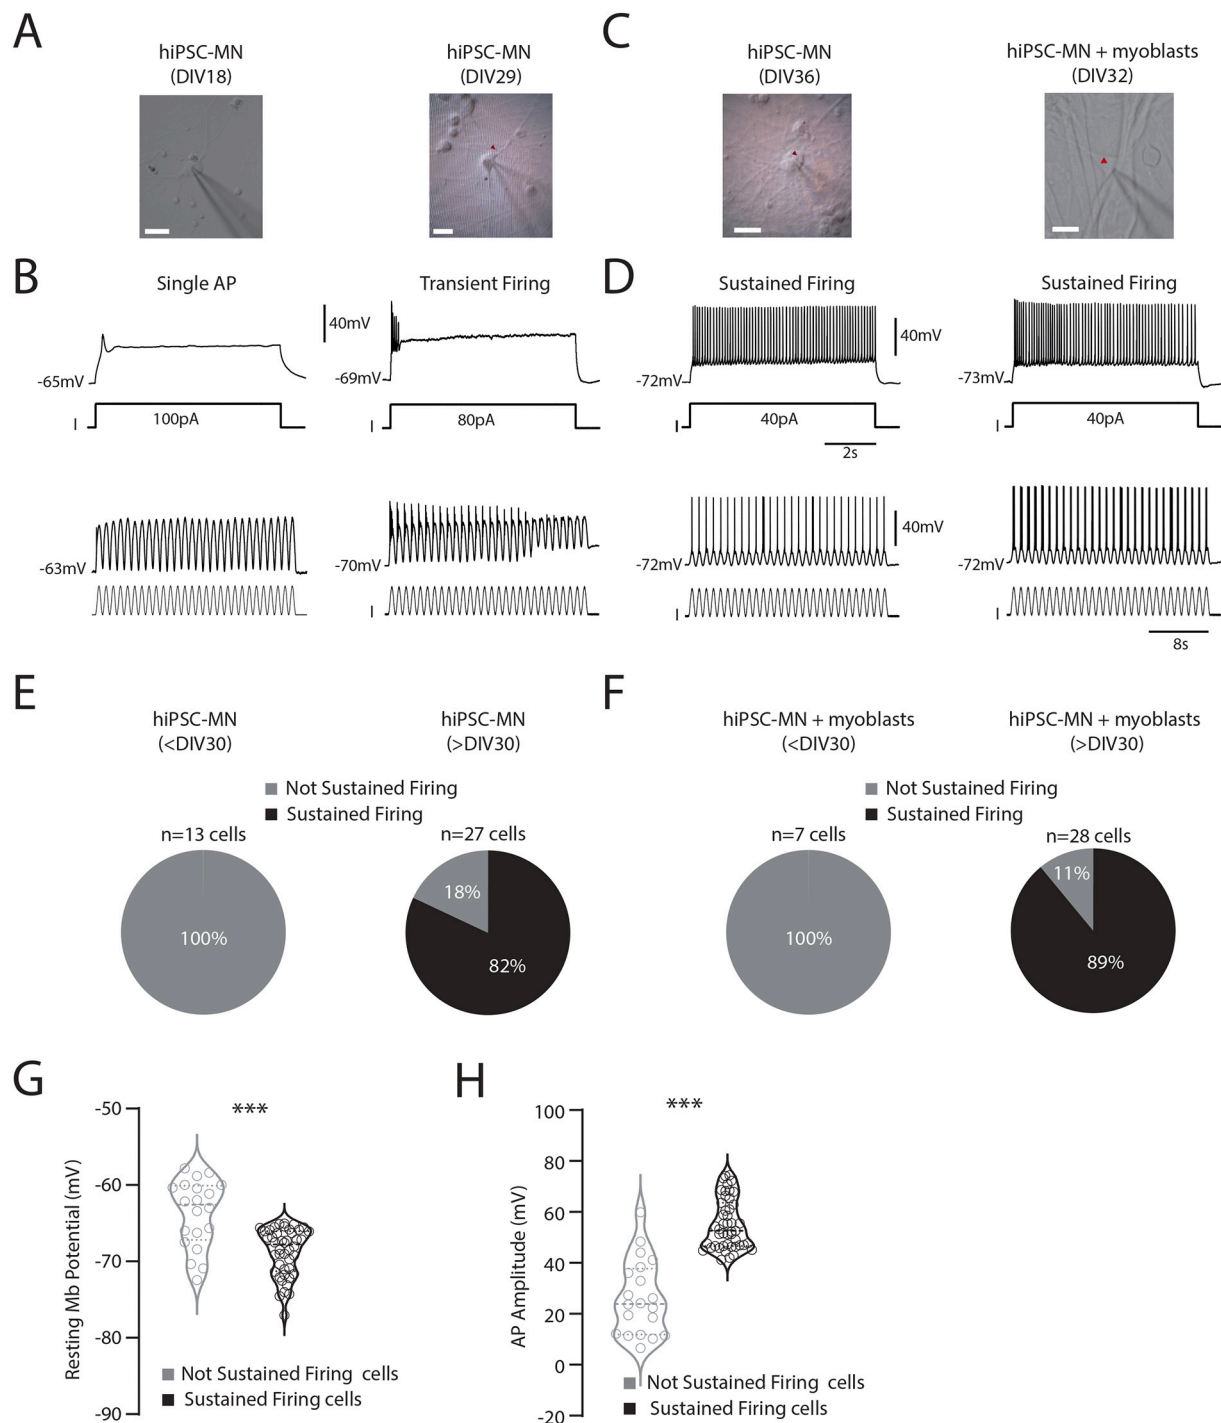 A
C
hiPSC-MN
(DIV18)
hiPSC-MN
(DIV29)
hiPSC-MN
(DIV36)
hiPSC-MN + myoblasts
(DIV32)
B
D
Single AP
Transient Firing
Sustained Firing
Sustained Firing
40mV
40mV
-65mV
-69mV
-72mV
-73mV
I
100pA
I
80pA
I
40pA
I
40pA
2s
40mV
-63mV
-70mV
-72mV
-72mV
I
I
I
8s
E
F
hiPSC-MN
(<DIV30)
hiPSC-MN
(>DIV30)
hiPSC-MN + myoblasts
(<DIV30)
hiPSC-MN + myoblasts
(>DIV30)
Not Sustained Firing
Sustained Firing
Not Sustained Firing
Sustained Firing
n=13 cells
n=27 cells
n=7 cells
n=28 cells
100%
18%
82%
100%
11%
89%
G
H
Resting Mb Potential (mV)
-50
-60
-70
-80
-90
***
Not Sustained Firing cells
Sustained Firing cells
AP Amplitude (mV)
100
80
60
40
20
0
-20
***
Not Sustained Firing cells
Sustained Firing cells